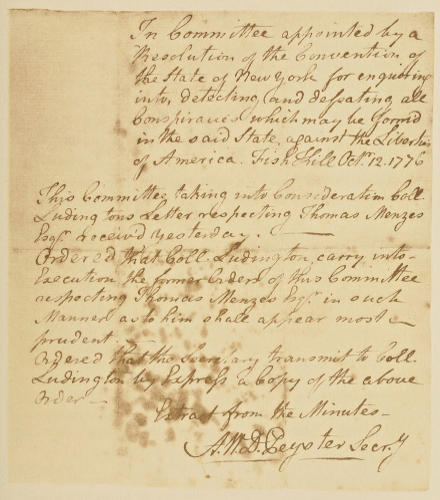 In Committee appointed by a
Resolution of the Convention of
the State of New York for enquiring
into, detecting and defeating all
Conspiracies which may be formd
in the said State, against the Liberties
of America. Fish Kill Octr. 12. 1776
This Committee taking into Consideration Coll.
Ludingtons Letter respecting Thomas Menzes
Esqr. received yesterday. —
Ordered that Coll. Ludington, carry into
Execution the former Orders of this Committee
respecting Thomas Menzes Esqr. in such
Manner as to him shall appear most —
prudent. —
Ordered that the Secretary transmit to Coll.
Ludington by Express a Copy of the above
Order —
Extract from the Minutes —
A. W. D. Peyster Secry